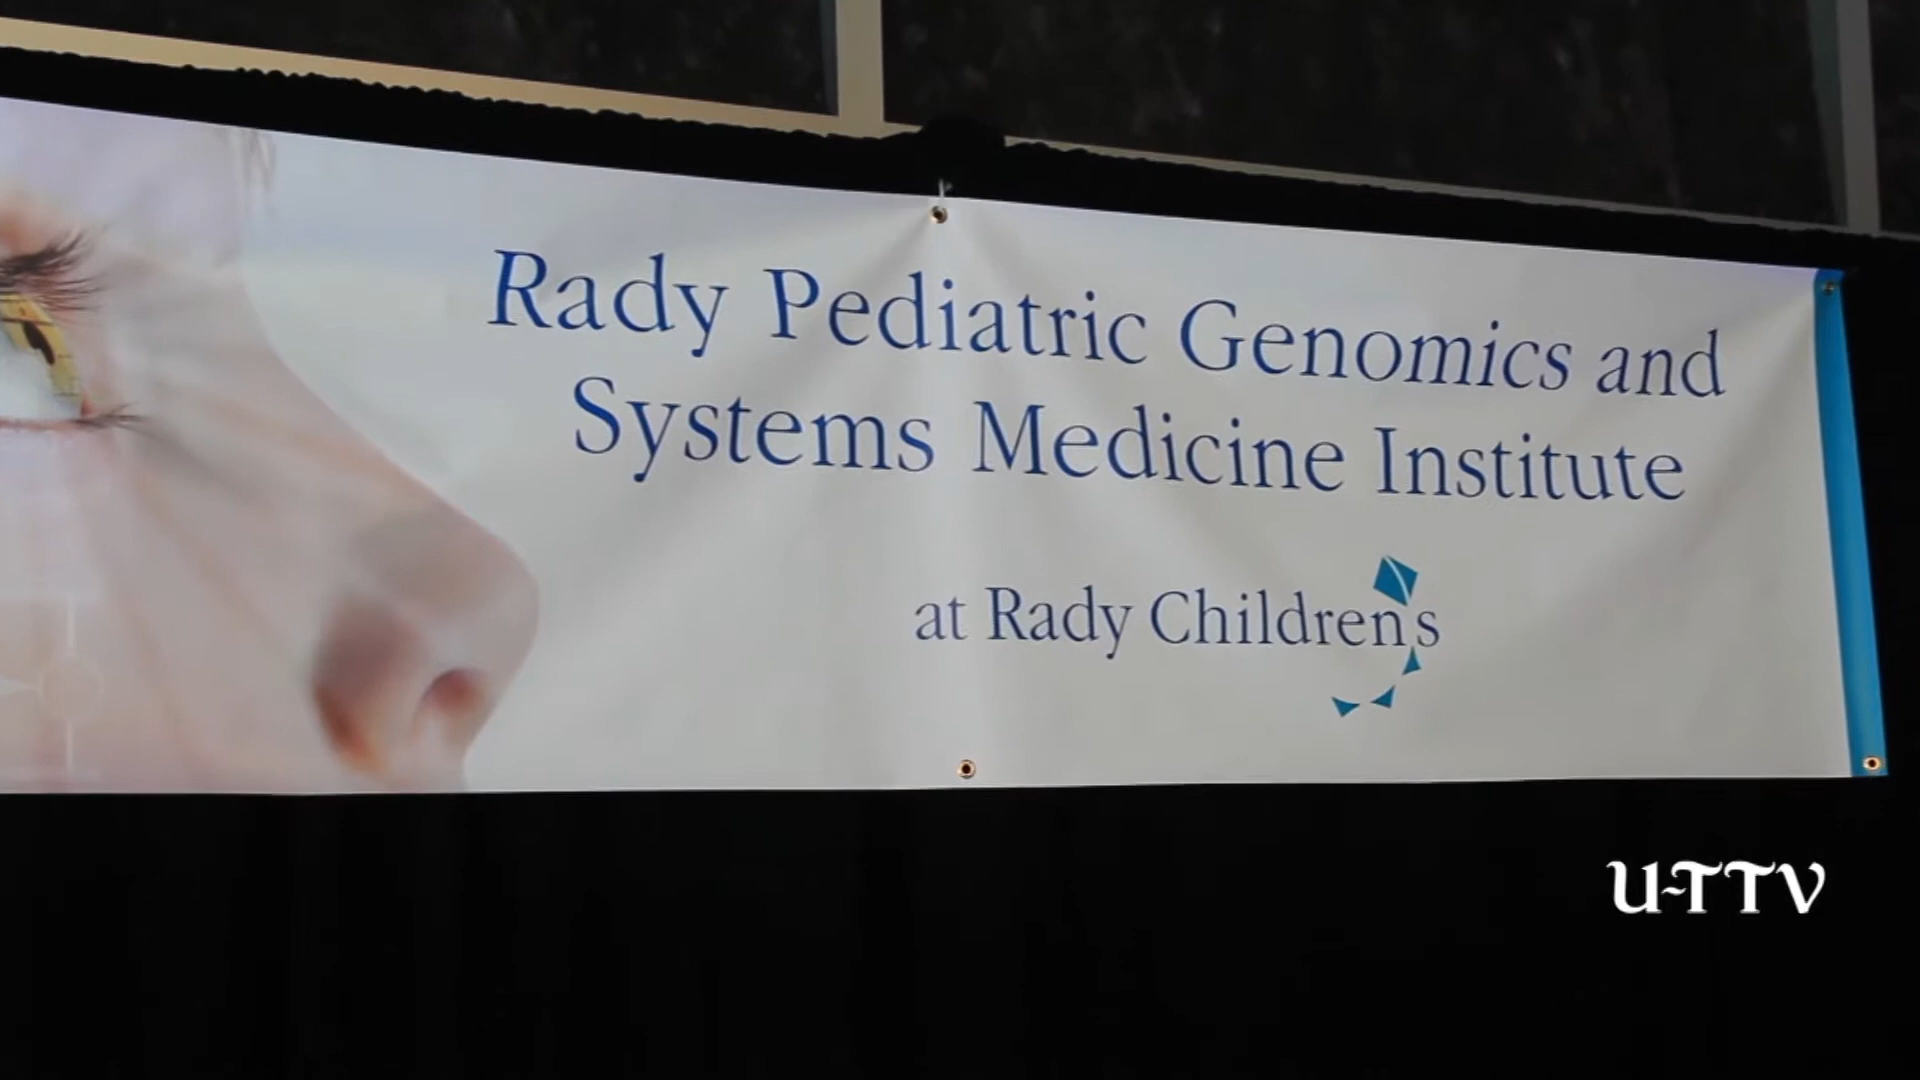 Rady Pediatric Genomics and
Systems Medicine Institute
at Rady Children's
U-TTV